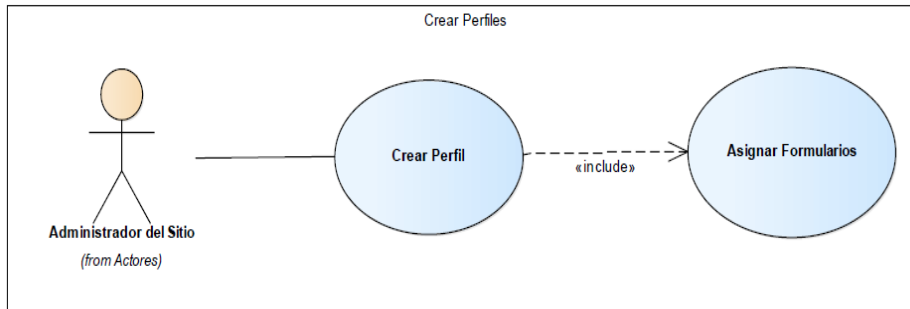 Crear Perfiles
Crear Perfil
«include»
Asignar Formularios
Administrador del Sitio
(from Actores)